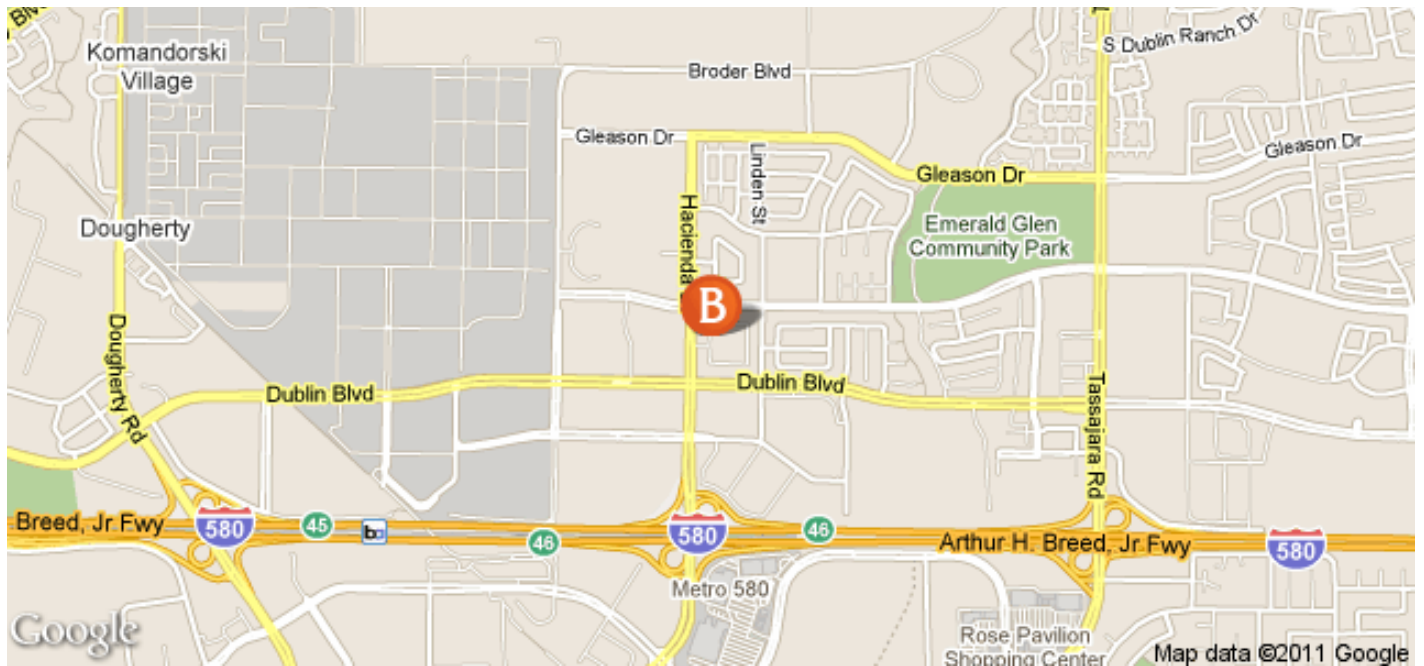 Blvd
Komandorski
Village
Broder Blvd
S Dublin Ranch Dr
Gleason Dr
Linden St
Gleason Dr
Gleason Dr
Dougherty
Hacienda
Emerald Glen
Community Park
B
Dougherty Rd
Dublin Blvd
Dublin Blvd
Tassajara Rd
Breed, Jr Fwy
580
45
46
580
46
Arthur H. Breed, Jr Fwy
580
Metro 580
Google
Rose Pavilion
Shopping Center
Map data ©2011 Google